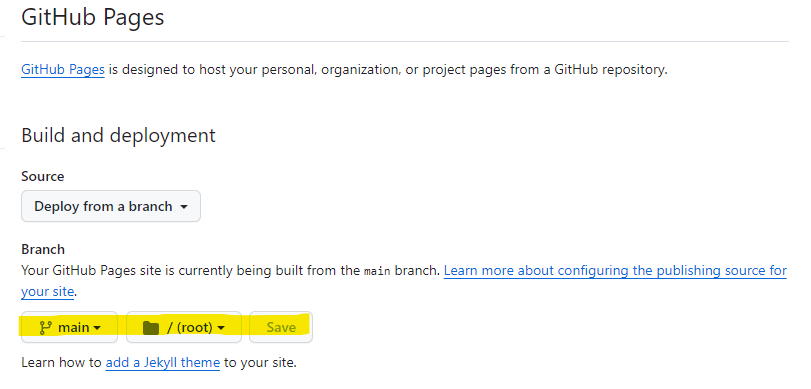 GitHub Pages
GitHub Pages is designed to host your personal, organization, or project pages from a GitHub repository.
Build and deployment
Source
Deploy from a branch
Branch
Your GitHub Pages site is currently being built from the main branch. Learn more about configuring the publishing source for
your site.
main / (root) Save
Learn how to add a Jekyll theme to your site.